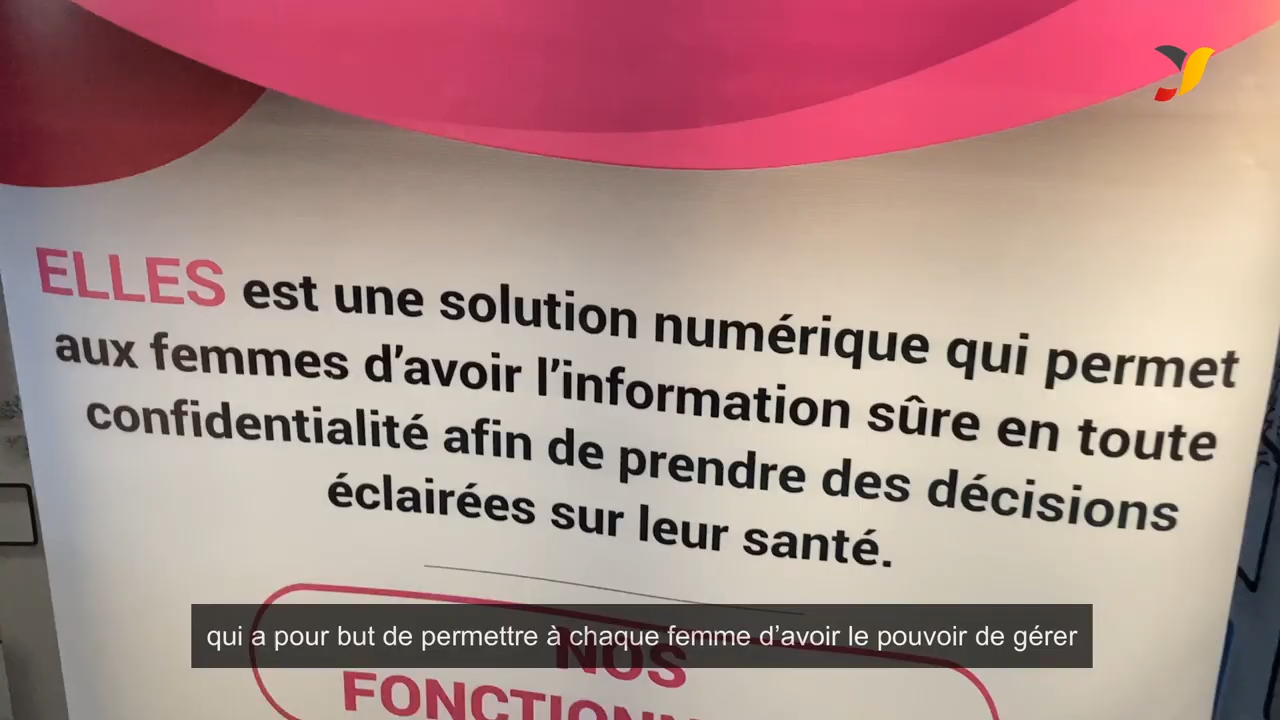 ELLES est une solution numérique qui permet
aux femmes d'avoir l'information sûre en toute
confidentialité afin de prendre des décisions
éclairées sur leur santé.
NOS
qui a pour but de permettre à chaque femme d'avoir le pouvoir de gérer